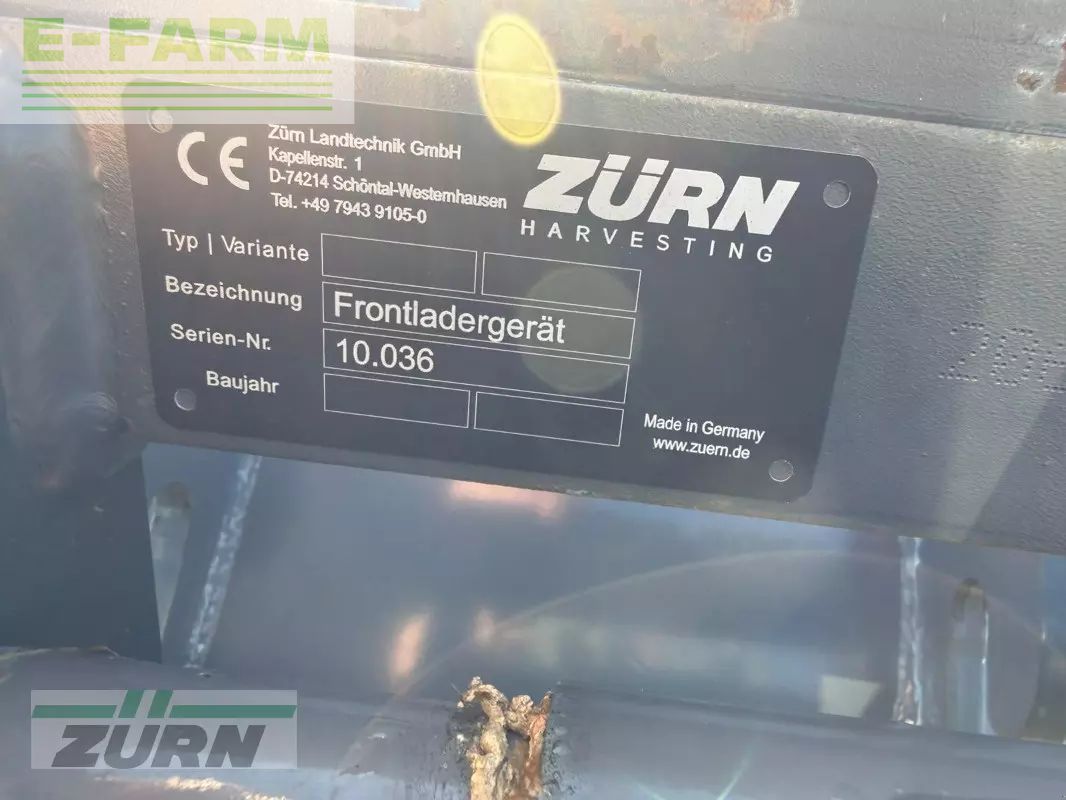 E-FARM
CE
Zürn Landtechnik GmbH
Kapellenstr. 1
D-74214 Schöntal-Westernhausen
Tel. +49 7943 9105-0
ZÜRN
HARVESTING
Typ | Variante
Bezeichnung Frontladergerät
Serien-Nr. 10.036
Baujahr
Made in Germany
www.zuern.de
ZÜRN